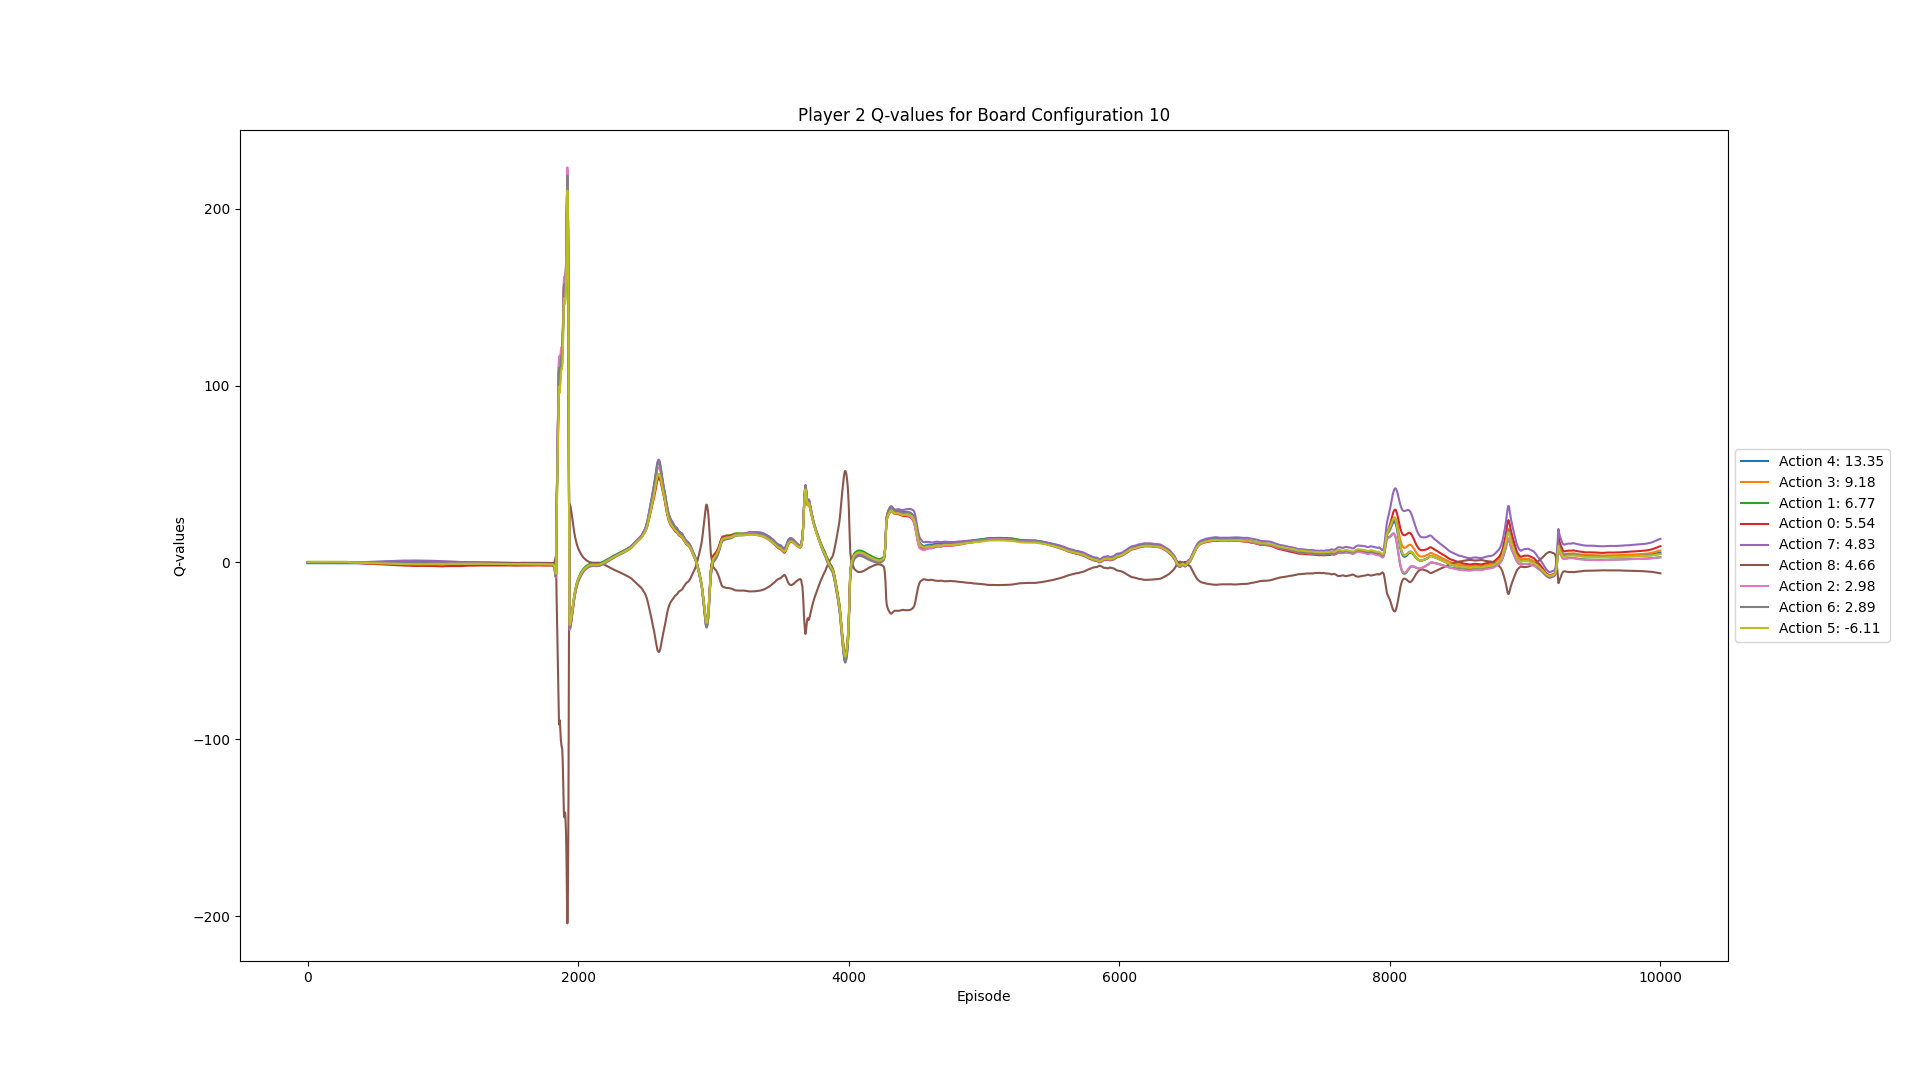 Player 2 Q-values for Board Configuration 10
200
100
0
−100
−200
Q-values
0
2000
4000
6000
8000
10000
Episode
Action 4: 13.35
Action 3: 9.18
Action 1: 6.77
Action 0: 5.54
Action 7: 4.83
Action 8: 4.66
Action 2: 2.98
Action 6: 2.89
Action 5: -6.11